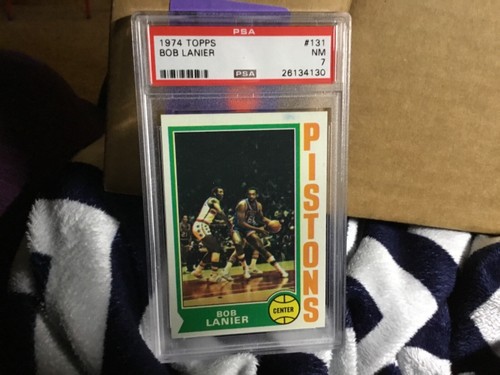 PSA
1974 TOPPS #131
BOB LANIER NM
7
PSA 26134130
PISTONS
CENTER
BOB
LANIER